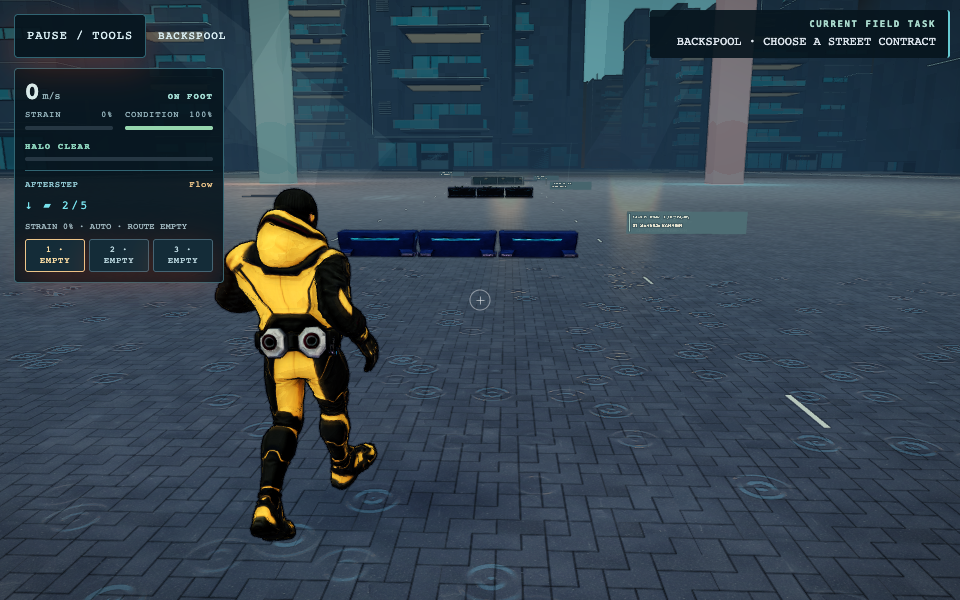 PAUSE / TOOLS
BACKSPOOL
CURRENT FIELD TASK
BACKSPOOL · CHOOSE A STREET CONTRACT
0 m/s
ON FOOT
STRAIN 0%
CONDITION 100%
HALO CLEAR
AFTERSTEP
Flow
↓ ▰ 2/5
STRAIN 0% · AUTO · ROUTE EMPTY
1 · EMPTY
2 · EMPTY
3 · EMPTY